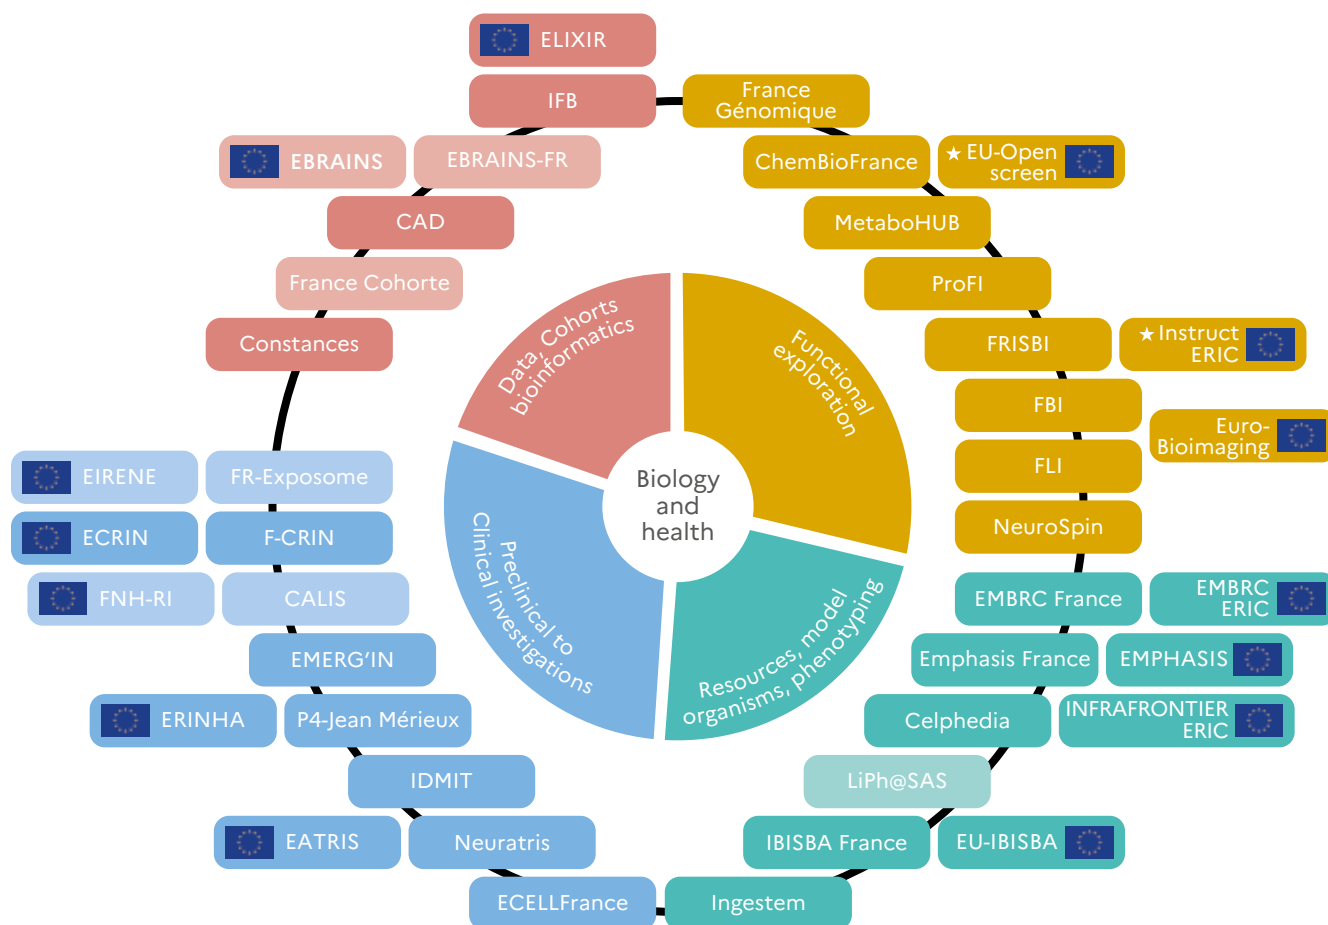 ELIXIR
IFB
France
Génomique
EBRAINS
EBRAINS-FR
ChemBioFrance
★ EU-Open
screen
CAD
MetaboHUB
France Cohorte
ProFI
Constances
FRISBI
★ Instruct
ERIC
FBI
Euro-
Bioimaging
FLI
EIRENE
FR-Exposome
NeuroSpin
ECRIN
F-CRIN
FNH-RI
CALIS
EMBRC France
EMBRC
ERIC
EMERG'IN
Emphasis France
EMPHASIS
ERINHA
P4-Jean Mérieux
Celphedia
INFRAFRONTIER
ERIC
IDMIT
LiPh@SAS
EATRIS
Neuratris
IBISBA France
EU-IBISBA
ECELLFrance
Ingestem
Data, Cohorts
bioinformatics
Functional
exploration
Biology
and
health
Preclinical to
Clinical investigations
Resources, model
organisms, phenotyping